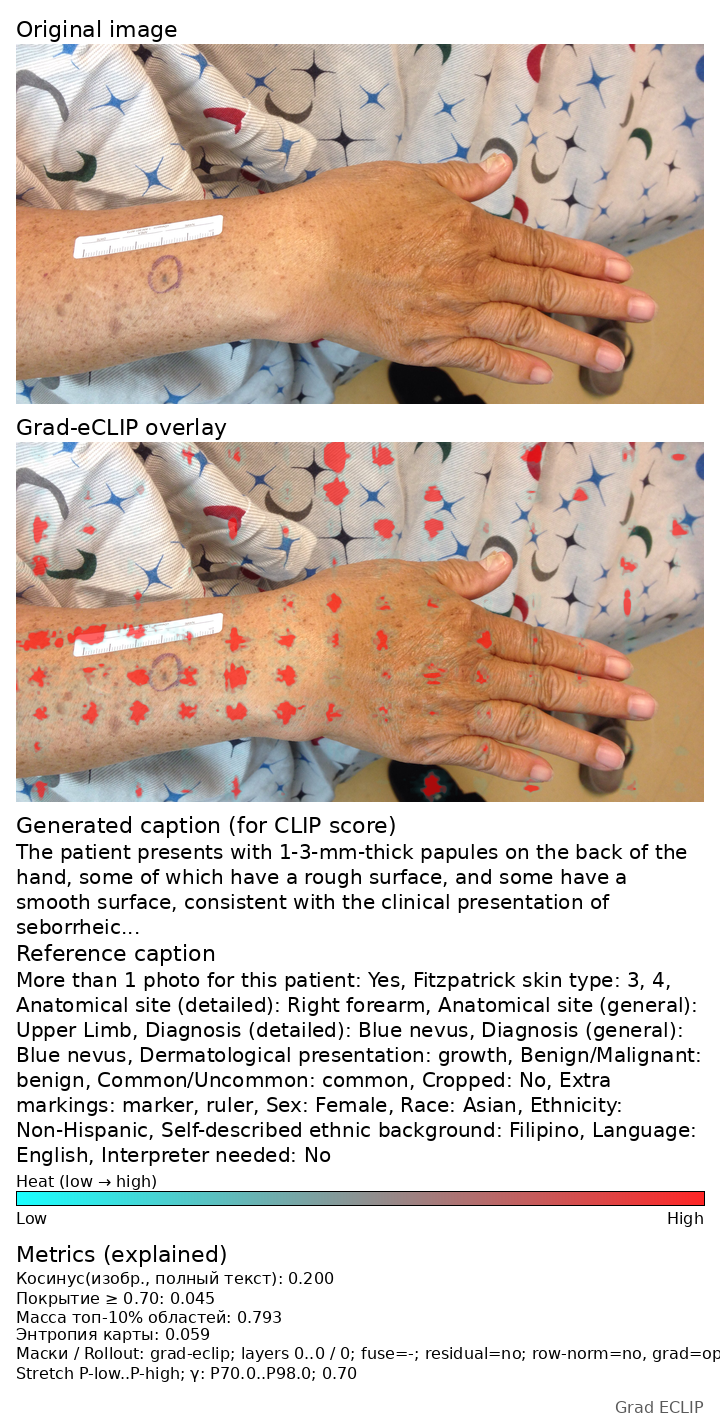 Original image
Grad-eCLIP overlay
Generated caption (for CLIP score)
The patient presents with 1-3-mm-thick papules on the back of the
hand, some of which have a rough surface, and some have a
smooth surface, consistent with the clinical presentation of
seborrheic...
Reference caption
More than 1 photo for this patient: Yes, Fitzpatrick skin type: 3, 4,
Anatomical site (detailed): Right forearm, Anatomical site (general):
Upper Limb, Diagnosis (detailed): Blue nevus, Diagnosis (general):
Blue nevus, Dermatological presentation: growth, Benign/Malignant:
benign, Common/Uncommon: common, Cropped: No, Extra
markings: marker, ruler, Sex: Female, Race: Asian, Ethnicity:
Non-Hispanic, Self-described ethnic background: Filipino, Language:
English, Interpreter needed: No
Heat (low → high)
Low High
Metrics (explained)
Косинус(изобр., полный текст): 0.200
Покрытие ≥ 0.70: 0.045
Масса топ-10% областей: 0.793
Энтропия карты: 0.059
Маски / Rollout: grad-eclip; layers 0..0 / 0; fuse=-; residual=no; row-norm=no, grad=op
Stretch P-low..P-high; γ: P70.0..P98.0; 0.70
Grad ECLIP